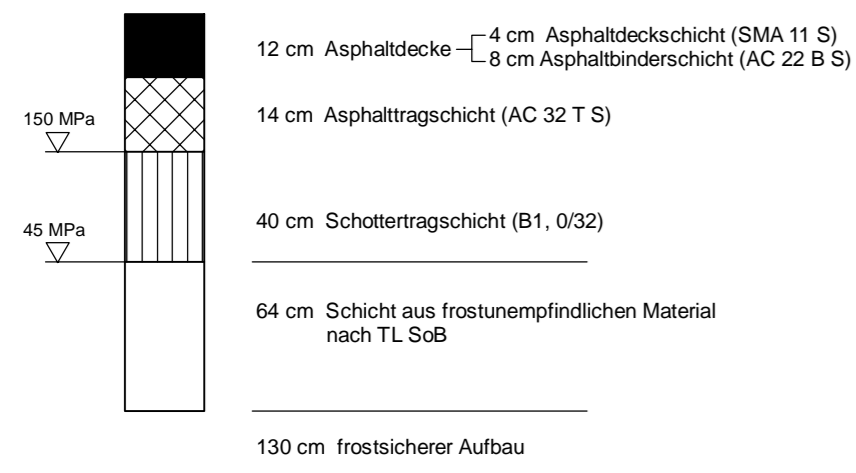 12 cm Asphaltdecke
4 cm Asphaltdeckschicht (SMA 11 S)
8 cm Asphaltbinderschicht (AC 22 B S)
14 cm Asphalttragschicht (AC 32 T S)
150 MPa
40 cm Schottertragschicht (B1, 0/32)
45 MPa
64 cm Schicht aus frostunempfindlichen Material
nach TL SoB
130 cm frostsicherer Aufbau